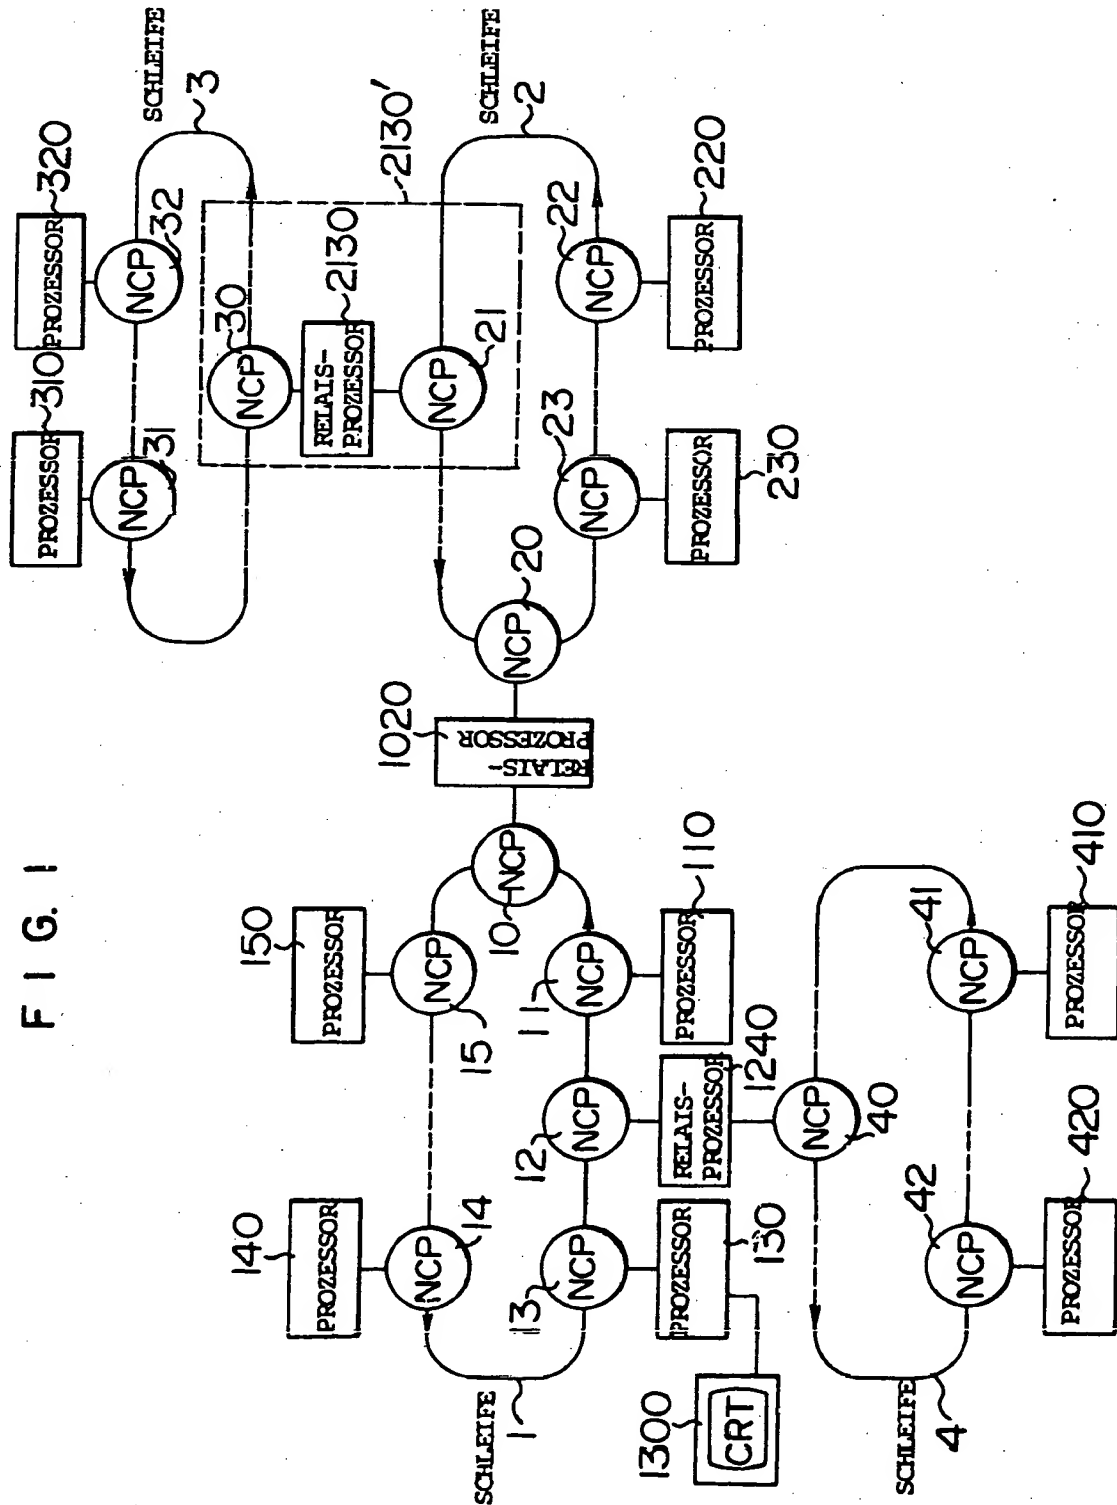 FIG. 1
140
PROZESSOR
150
PROZESSOR
NCP
14
NCP
15
SCHLEIFE
1
10
NCP
1020
RELAIS-
PROZESSOR
NCP
20
13
NCP
12
NCP
11
NCP
1300
CRT
PROZESSOR
130
RELAIS-
PROZESSOR
1240
PROZESSOR
110
NCP
40
SCHLEIFE
4
42
NCP
41
NCP
PROZESSOR
420
PROZESSOR
410
PROZESSOR
310
PROZESSOR
320
NCP
31
NCP
32
SCHLEIFE
3
NCP
30
RELAIS-
PROZESSOR
2130
2130'
NCP
21
SCHLEIFE
2
23
NCP
22
NCP
PROZESSOR
230
PROZESSOR
220